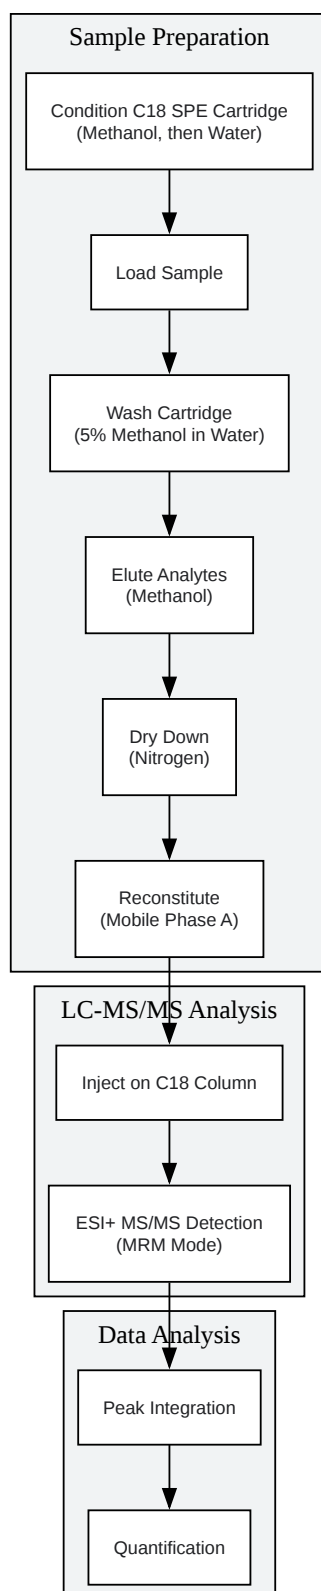 Sample Preparation
Condition C18 SPE Cartridge
(Methanol, then Water)
Load Sample
Wash Cartridge
(5% Methanol in Water)
Elute Analytes
(Methanol)
Dry Down
(Nitrogen)
Reconstitute
(Mobile Phase A)
LC-MS/MS Analysis
Inject on C18 Column
ESI+ MS/MS Detection
(MRM Mode)
Data Analysis
Peak Integration
Quantification